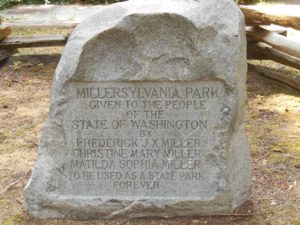 MILLERSYLVANIA PARK
GIVEN TO THE PEOPLE
OF THE
STATE OF WASHINGTON
BY
FREDERICK J.X. MILLER
CHRISTINE MARY MILLER
MATILDA SOPHIA MILLER
TO BE USED AS A STATE PARK
FOREVER